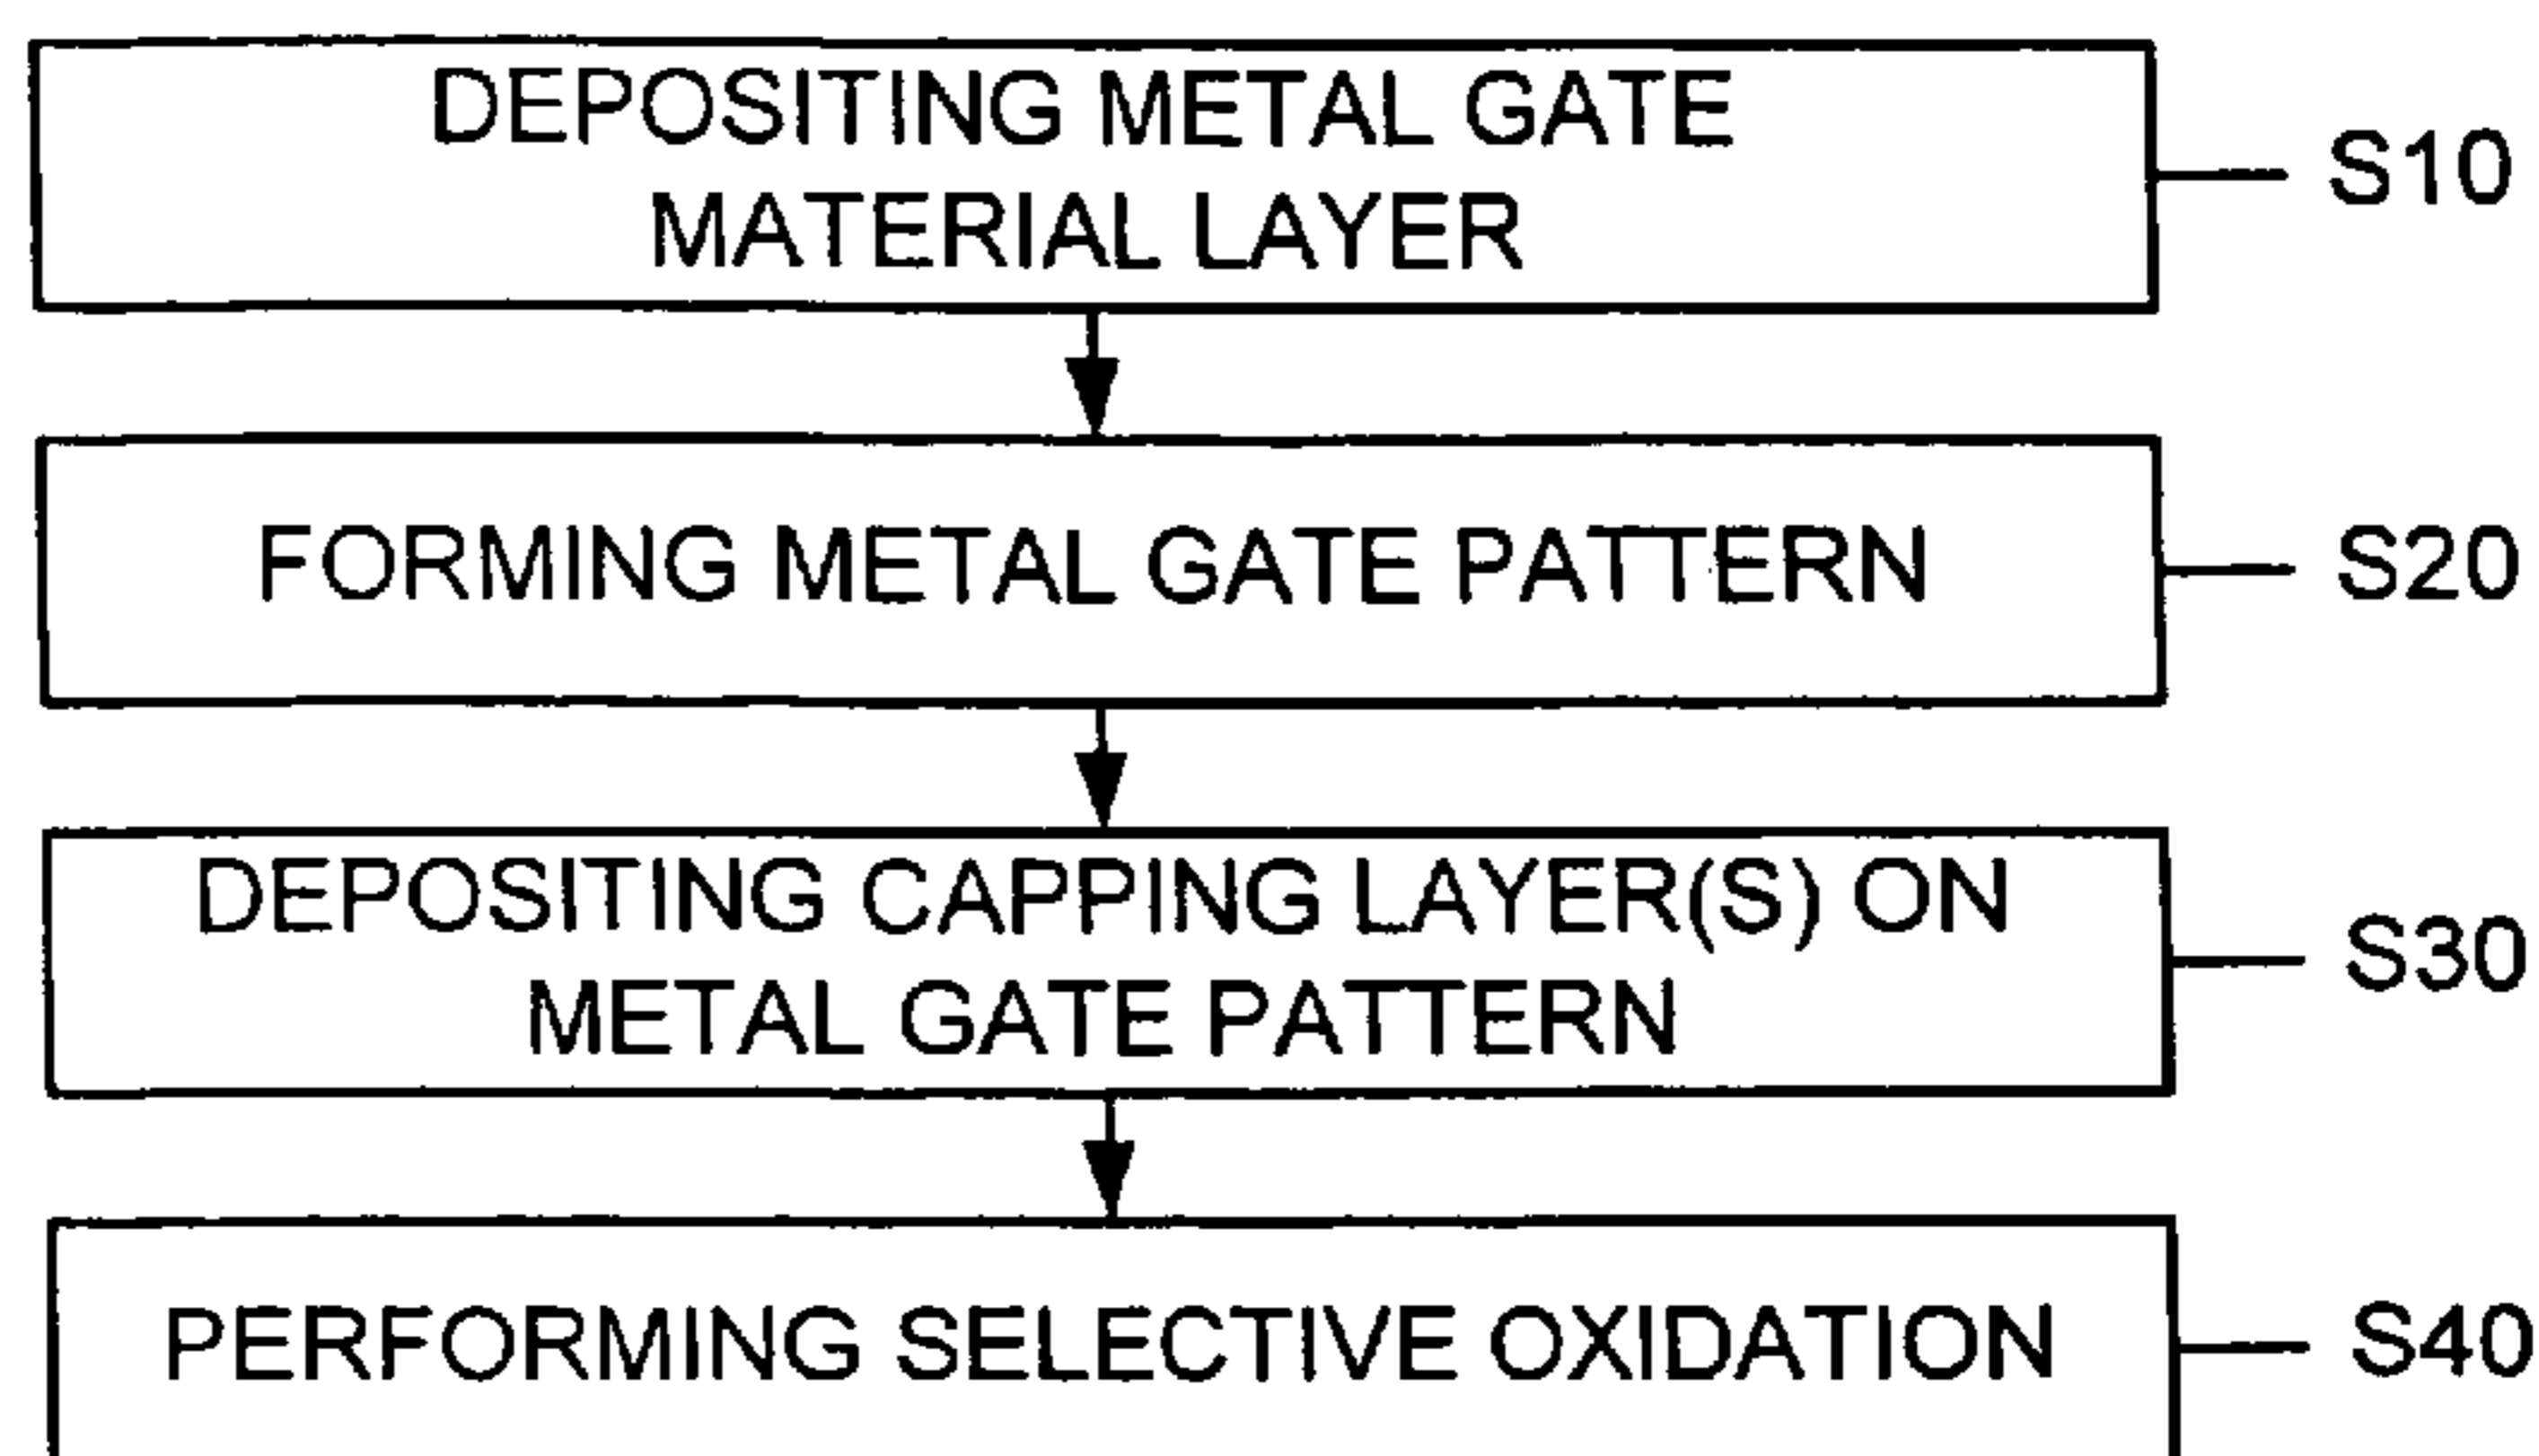 DEPOSITING METAL GATE
MATERIAL LAYER
S10
FORMING METAL GATE PATTERN
S20
DEPOSITING CAPPING LAYER(S) ON
METAL GATE PATTERN
S30
PERFORMING SELECTIVE OXIDATION
S40